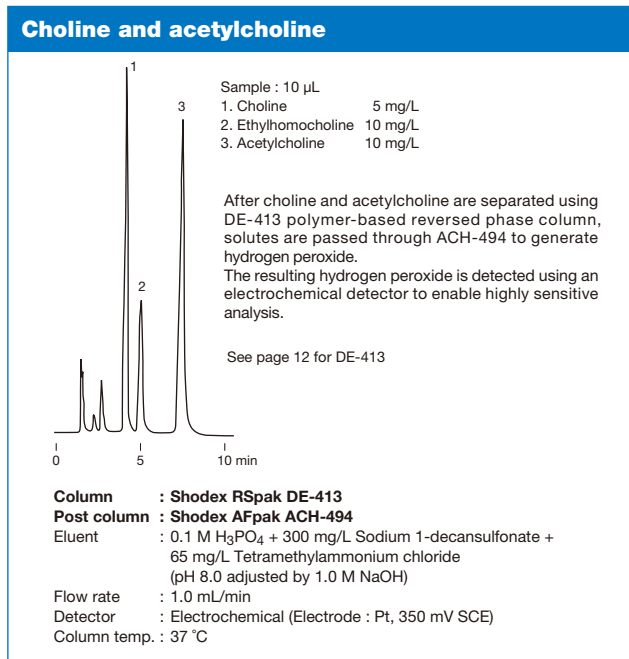 Choline and acetylcholine
1
3
2
Sample : 10 µL
1. Choline 5 mg/L
2. Ethylhomocholine 10 mg/L
3. Acetylcholine 10 mg/L
After choline and acetylcholine are separated using
DE-413 polymer-based reversed phase column,
solutes are passed through ACH-494 to generate
hydrogen peroxide.
The resulting hydrogen peroxide is detected using an
electrochemical detector to enable highly sensitive
analysis.
See page 12 for DE-413
0 5 10 min
Column : Shodex RSpak DE-413
Post column : Shodex AFpak ACH-494
Eluent : 0.1 M H₃PO₄ + 300 mg/L Sodium 1-decansulfonate +
65 mg/L Tetramethylammonium chloride
(pH 8.0 adjusted by 1.0 M NaOH)
Flow rate : 1.0 mL/min
Detector : Electrochemical (Electrode : Pt, 350 mV SCE)
Column temp. : 37 ˚C